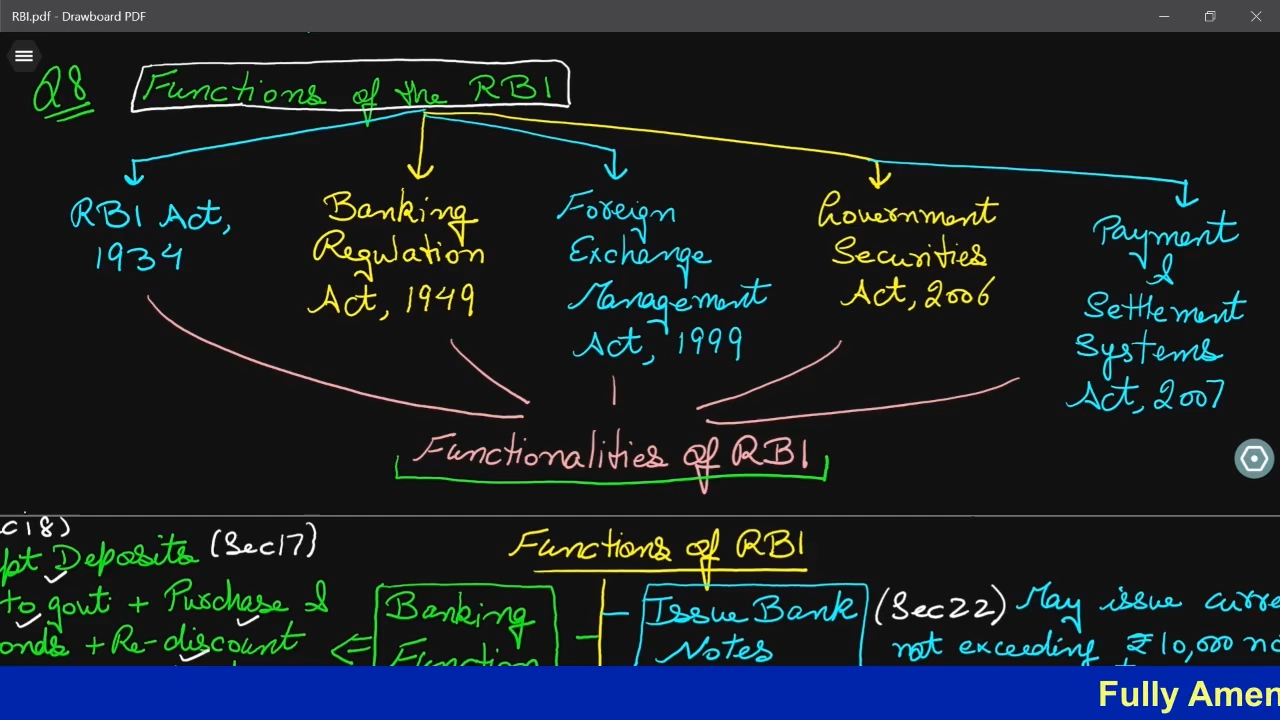 RBI.pdf - Drawboard PDF
Q8 Functions of the RBI
RBI Act,
1934
Banking
Regulation
Act, 1949
Foreign
Exchange
Management
Act, 1999
Government
Securities
Act, 2006
Payment
&
Settlement
Systems
Act, 2007
Functionalities of RBI
c18)
pt Deposits (Sec17)
to govt + Purchase &
onds + Re-discount
Functions of RBI
Banking
Function
Issue Bank
Notes
(Sec22) May issue curre
not exceeding ₹10,000 no
Fully Amen